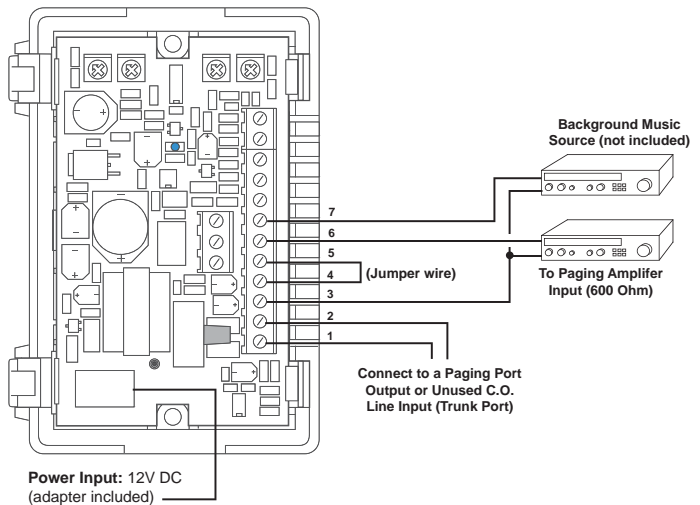 Background Music
Source (not included)
7
6
5
(Jumper wire)
4
To Paging Amplifer
Input (600 Ohm)
3
2
1
Connect to a Paging Port
Output or Unused C.O.
Line Input (Trunk Port)
Power Input: 12V DC
(adapter included)